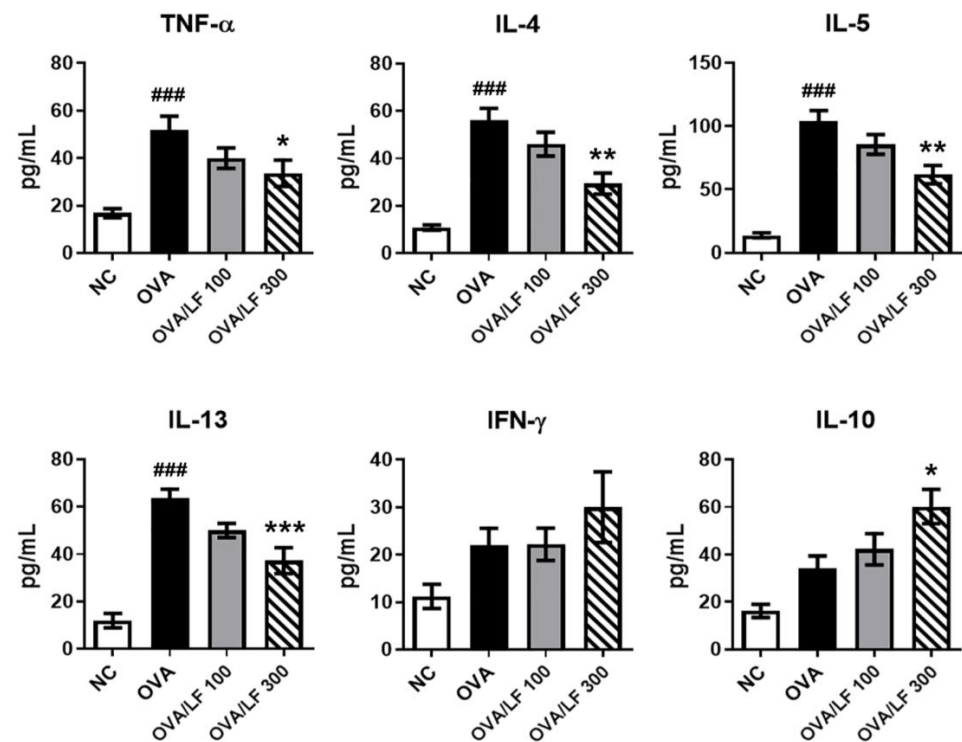 TNF-α
pg/mL
80
60
40
20
0
###
*
NC
OVA
OVA/LF 100
OVA/LF 300
IL-4
pg/mL
80
60
40
20
0
###
**
NC
OVA
OVA/LF 100
OVA/LF 300
IL-5
pg/mL
150
100
50
0
###
**
NC
OVA
OVA/LF 100
OVA/LF 300
IL-13
pg/mL
80
60
40
20
0
###
***
NC
OVA
OVA/LF 100
OVA/LF 300
IFN-γ
pg/mL
40
30
20
10
0
NC
OVA
OVA/LF 100
OVA/LF 300
IL-10
pg/mL
80
60
40
20
0
*
NC
OVA
OVA/LF 100
OVA/LF 300